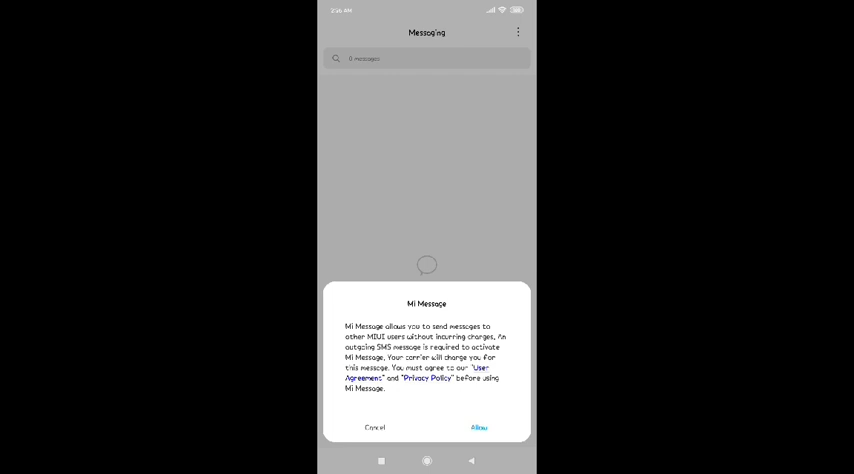 2:26 AM
Messaging
0 messages
Mi Message
Mi Message allows you to send messages to
other MIUI users without incurring charges. An
outgoing SMS message is required to activate
Mi Message. Your carrier will charge you for
this message. You must agree to our "User
Agreement" and "Privacy Policy" before using
Mi Message.
Cancel
Allow